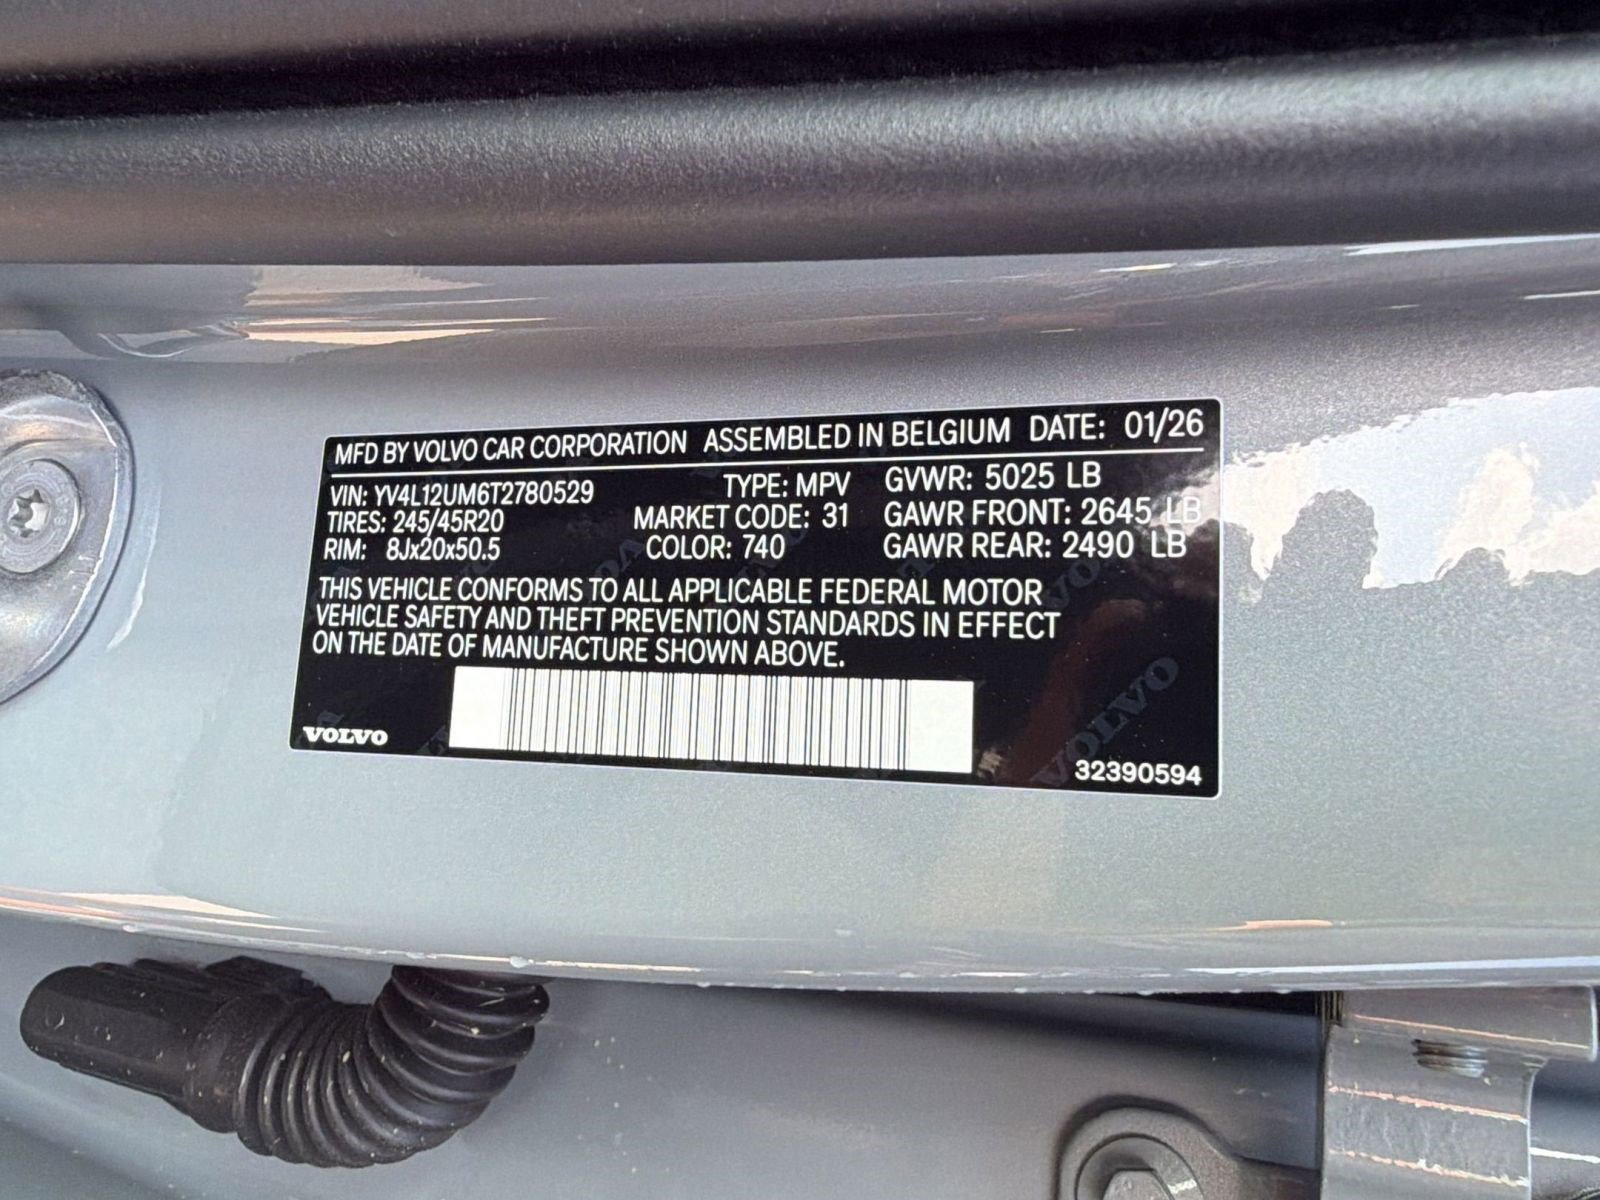 MFD BY VOLVO CAR CORPORATION ASSEMBLED IN BELGIUM DATE: 01/26
VIN: YV4L12UM6T2780529 TYPE: MPV GVWR: 5025 LB
TIRES: 245/45R20 MARKET CODE: 31 GAWR FRONT: 2645 LB
RIM: 8Jx20x50.5 COLOR: 740 GAWR REAR: 2490 LB
THIS VEHICLE CONFORMS TO ALL APPLICABLE FEDERAL MOTOR
VEHICLE SAFETY AND THEFT PREVENTION STANDARDS IN EFFECT
ON THE DATE OF MANUFACTURE SHOWN ABOVE.
VOLVO
VOLVO
32390594